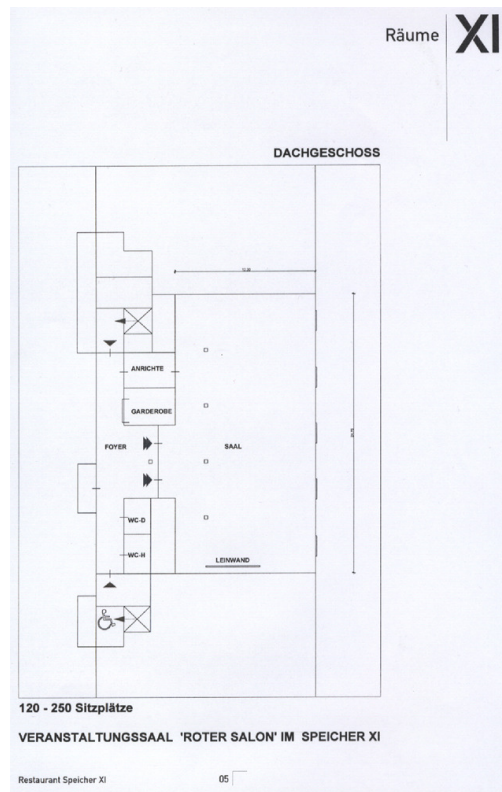 Räume XI
DACHGESCHOSS
ANRICHTE
GARDEROBE
FOYER
SAAL
WC-D
WC-H
LEINWAND
120 - 250 Sitzplätze
VERANSTALTUNGSSAAL 'ROTER SALON' IM SPEICHER XI
Restaurant Speicher XI 05